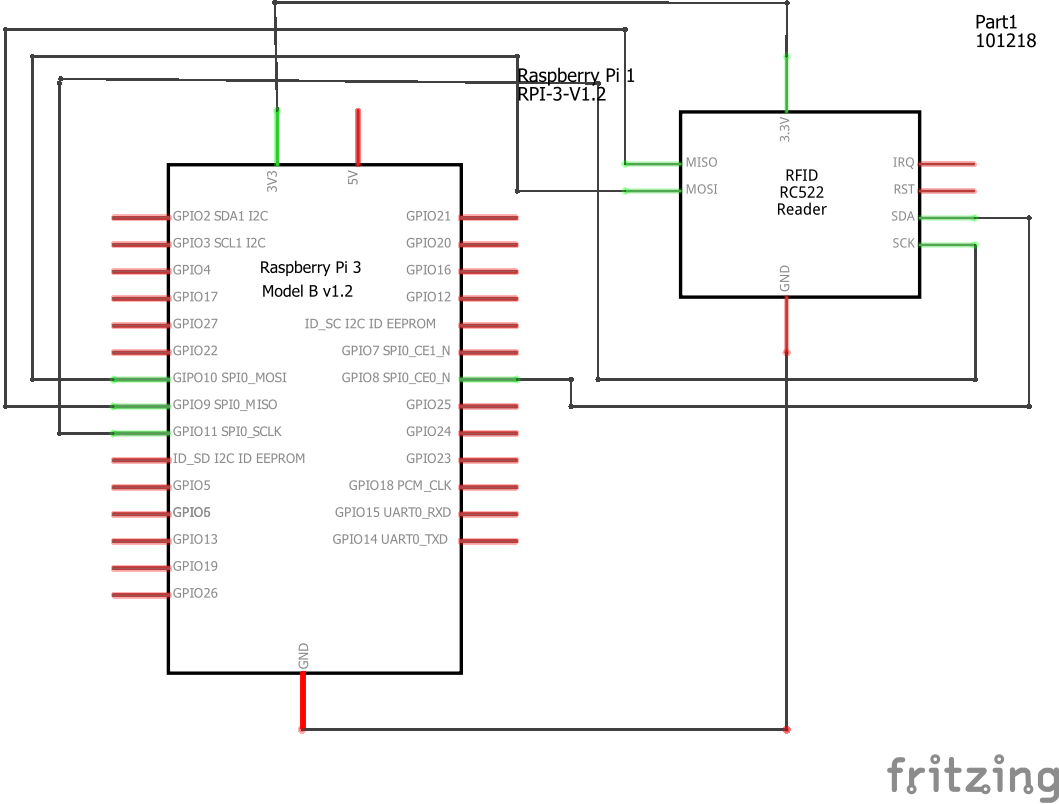 Part1
101218
Raspberry Pi 1
RPI-3-V1.2
3V3
5V
GPIO2 SDA1 I2C
GPIO3 SCL1 I2C
GPIO4
GPIO17
GPIO27
GPIO22
GIPO10 SPI0_MOSI
GPIO9 SPI0_MISO
GPIO11 SPI0_SCLK
ID_SD I2C ID EEPROM
GPIO5
GPIO6
GPIO13
GPIO19
GPIO26
Raspberry Pi 3
Model B v1.2
GPIO21
GPIO20
GPIO16
GPIO12
ID_SC I2C ID EEPROM
GPIO7 SPI0_CE1_N
GPIO8 SPI0_CE0_N
GPIO25
GPIO24
GPIO23
GPIO18 PCM_CLK
GPIO15 UART0_RXD
GPIO14 UART0_TXD
GND
3.3V
MISO
MOSI
RFID
RC522
Reader
IRQ
RST
SDA
SCK
GND
fritzing